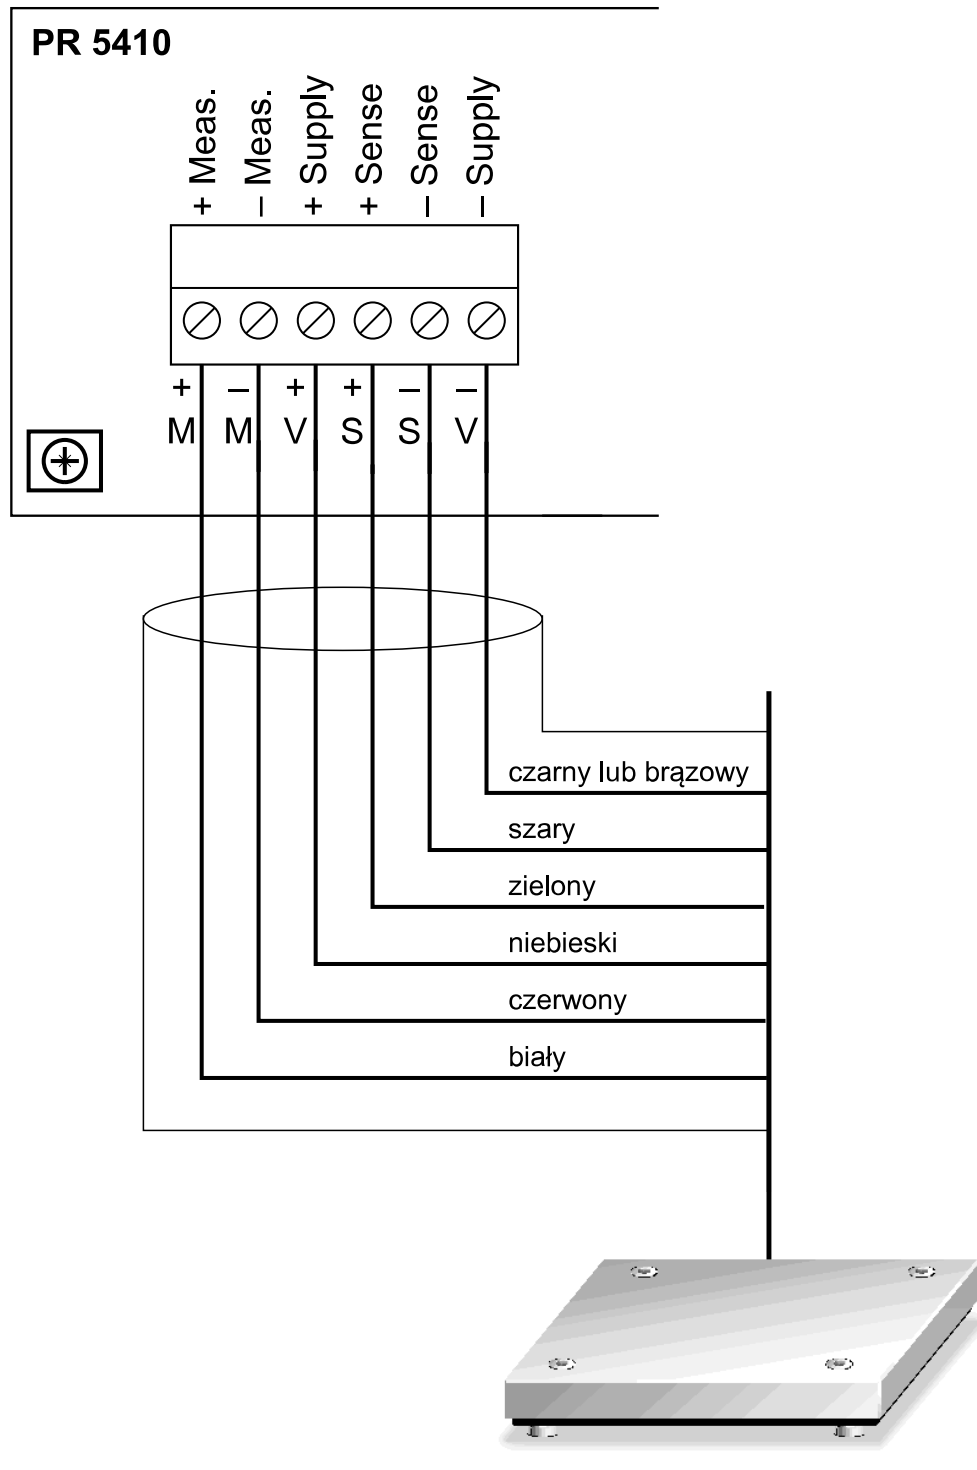 PR 5410
+ Meas.
– Meas.
+ Supply
+ Sense
– Sense
– Supply
+ – + + – –
M M V S S V
czarny lub brązowy
szary
zielony
niebieski
czerwony
biały